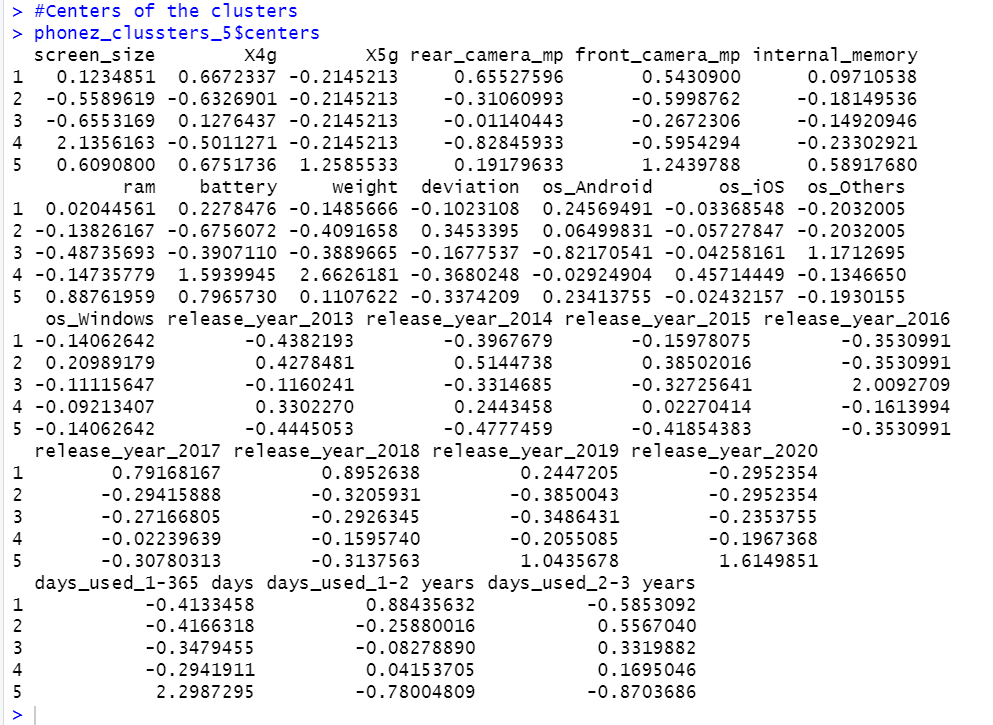 > #Centers of the clusters
> phonez_clussters_5$centers
screen_size X4g X5g rear_camera_mp front_camera_mp internal_memory
1 0.1234851 0.6672337 -0.2145213 0.65527596 0.5430900 0.09710538
2 -0.5589619 -0.6326901 -0.2145213 -0.31060993 -0.5998762 -0.18149536
3 -0.6553169 0.1276437 -0.2145213 -0.01140443 -0.2672306 -0.14920946
4 2.1356163 -0.5011271 -0.2145213 -0.82845933 -0.5954294 -0.23302921
5 0.6090800 0.6751736 1.2585533 0.19179633 1.2439788 0.58917680
ram battery weight deviation os_Android os_iOS os_Others
1 0.02044561 0.2278476 -0.1485666 -0.1023108 0.24569491 -0.03368548 -0.2032005
2 -0.13826167 -0.6756072 -0.4091658 0.3453395 0.06499831 -0.05727847 -0.2032005
3 -0.48735693 -0.3907110 -0.3889665 -0.1677537 -0.82170541 -0.04258161 1.1712695
4 -0.14735779 1.5939945 2.6626181 -0.3680248 -0.02924904 0.45714449 -0.1346650
5 0.88761959 0.7965730 0.1107622 -0.3374209 0.23413755 -0.02432157 -0.1930155
os_Windows release_year_2013 release_year_2014 release_year_2015 release_year_2016
1 -0.14062642 -0.4382193 -0.3967679 -0.15978075 -0.3530991
2 0.20989179 0.4278481 0.5144738 0.38502016 -0.3530991
3 -0.11115647 -0.1160241 -0.3314685 -0.32725641 2.0092709
4 -0.09213407 0.3302270 0.2443458 0.02270414 -0.1613994
5 -0.14062642 -0.4445053 -0.4777459 -0.41854383 -0.3530991
release_year_2017 release_year_2018 release_year_2019 release_year_2020
1 0.79168167 0.8952638 0.2447205 -0.2952354
2 -0.29415888 -0.3205931 -0.3850043 -0.2952354
3 -0.27166805 -0.2926345 -0.3486431 -0.2353755
4 -0.02239639 -0.1595740 -0.2055085 -0.1967368
5 -0.30780313 -0.3137563 1.0435678 1.6149851
days_used_1-365 days days_used_1-2 years days_used_2-3 years
1 -0.4133458 0.88435632 -0.5853092
2 -0.4166318 -0.25880016 0.5567040
3 -0.3479455 -0.08278890 0.3319882
4 -0.2941911 0.04153705 0.1695046
5 2.2987295 -0.78004809 -0.8703686
>